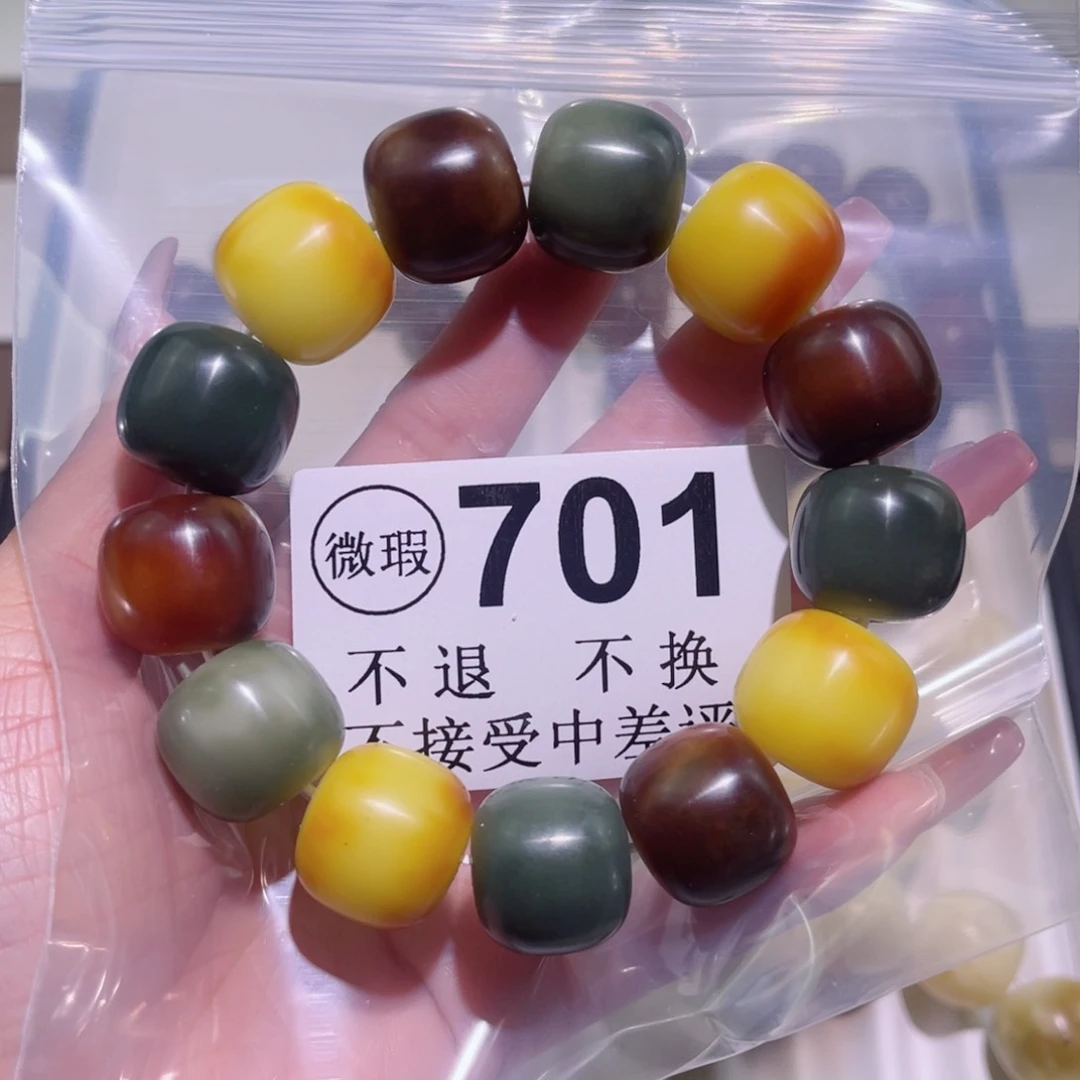 微瑕 701
不退 不换
不接受中差评